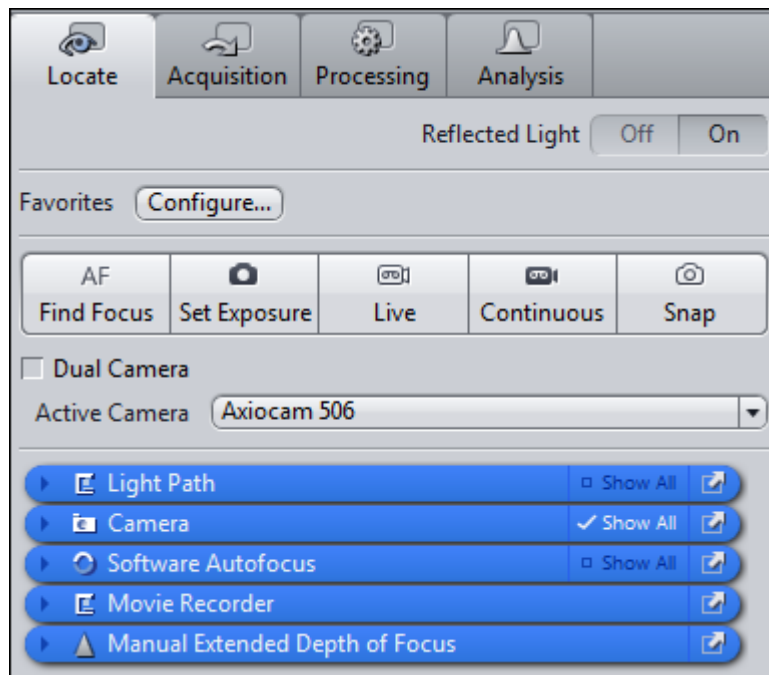 Locate Acquisition Processing Analysis
Reflected Light Off On
Favorites Configure...
AF
Find Focus Set Exposure Live Continuous Snap
Dual Camera
Active Camera Axiocam 506
Light Path Show All
Camera Show All
Software Autofocus Show All
Movie Recorder
Manual Extended Depth of Focus